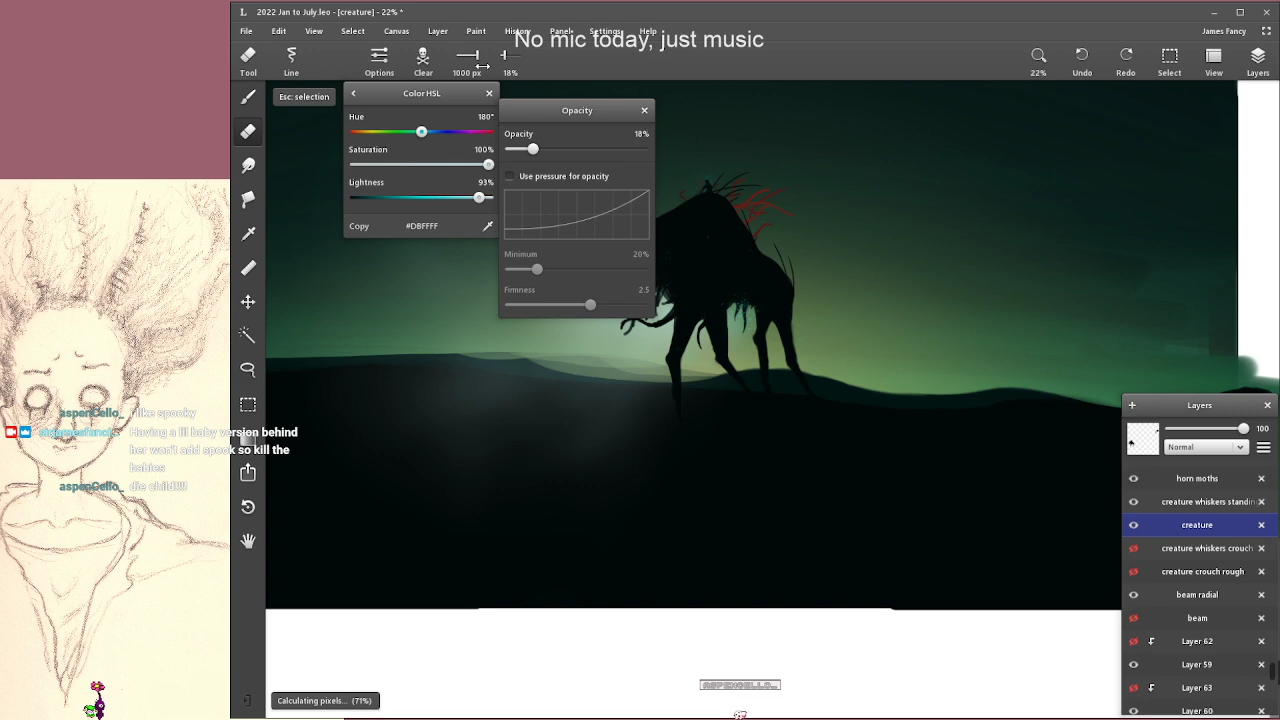 L 2022 Jan to July.leo - [creature] - 22% *
File Edit View Select Canvas Layer Paint History Panels Settings Help James Fancy
No mic today, just music
Tool Line Options Clear 1000 px 18% 22% Undo Redo Select View Layers
Esc: selection
Color HSL
Hue 180°
Saturation 100%
Lightness 93%
Copy #DBFFFF
Opacity
Opacity 18%
Use pressure for opacity
Minimum 20%
Firmness 2.5
aspenCello_ i like spooky
Having a lil baby version behind
her won't add spook so kill the
babies
aspenCello_ die child!!!!
Layers
100
Normal
horn moths
creature whiskers standin
creature
creature whiskers crouch
creature crouch rough
beam radial
beam
Layer 62
Layer 59
Layer 63
Layer 60
Calculating pixels... (71%)
ASPENCELLO_